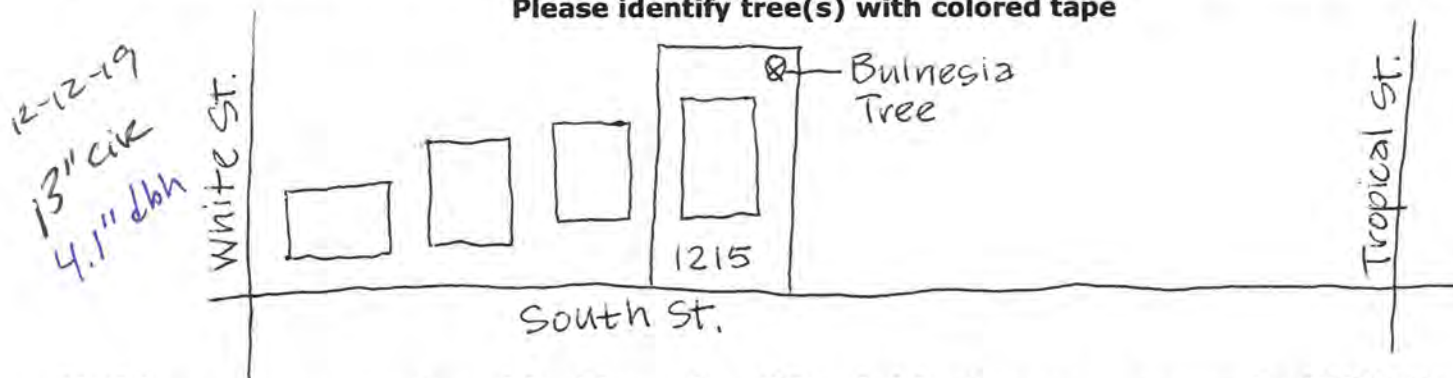 Please identify tree(s) with colored tape
12-12-19
13" cir
4.1" dbh
White St.
Bulnesia
Tree
1215
South St.
Tropical St.